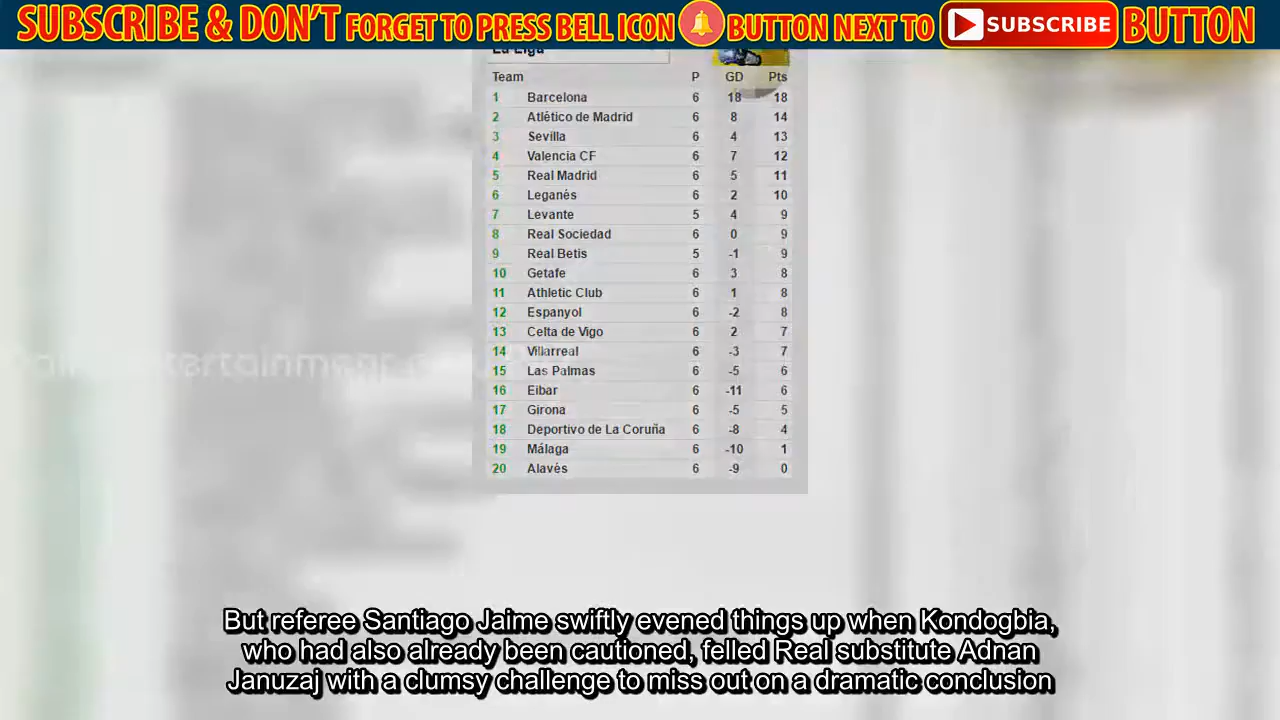 SUBSCRIBE & DON'T FORGET TO PRESS BELL ICON BUTTON NEXT TO SUBSCRIBE BUTTON
La Liga
Team P GD Pts
1 Barcelona 6 18 18
2 Atlético de Madrid 6 8 14
3 Sevilla 6 4 13
4 Valencia CF 6 7 12
5 Real Madrid 6 5 11
6 Leganés 6 2 10
7 Levante 5 4 9
8 Real Sociedad 6 0 9
9 Real Betis 5 -1 9
10 Getafe 6 3 8
11 Athletic Club 6 1 8
12 Espanyol 6 -2 8
13 Celta de Vigo 6 2 7
14 Villarreal 6 -3 7
15 Las Palmas 6 -5 6
16 Eibar 6 -11 6
17 Girona 6 -5 5
18 Deportivo de La Coruña 6 -8 4
19 Málaga 6 -10 1
20 Alavés 6 -9 0
But referee Santiago Jaime swiftly evened things up when Kondogbia,
who had also already been cautioned, felled Real substitute Adnan
Januzaj with a clumsy challenge to miss out on a dramatic conclusion